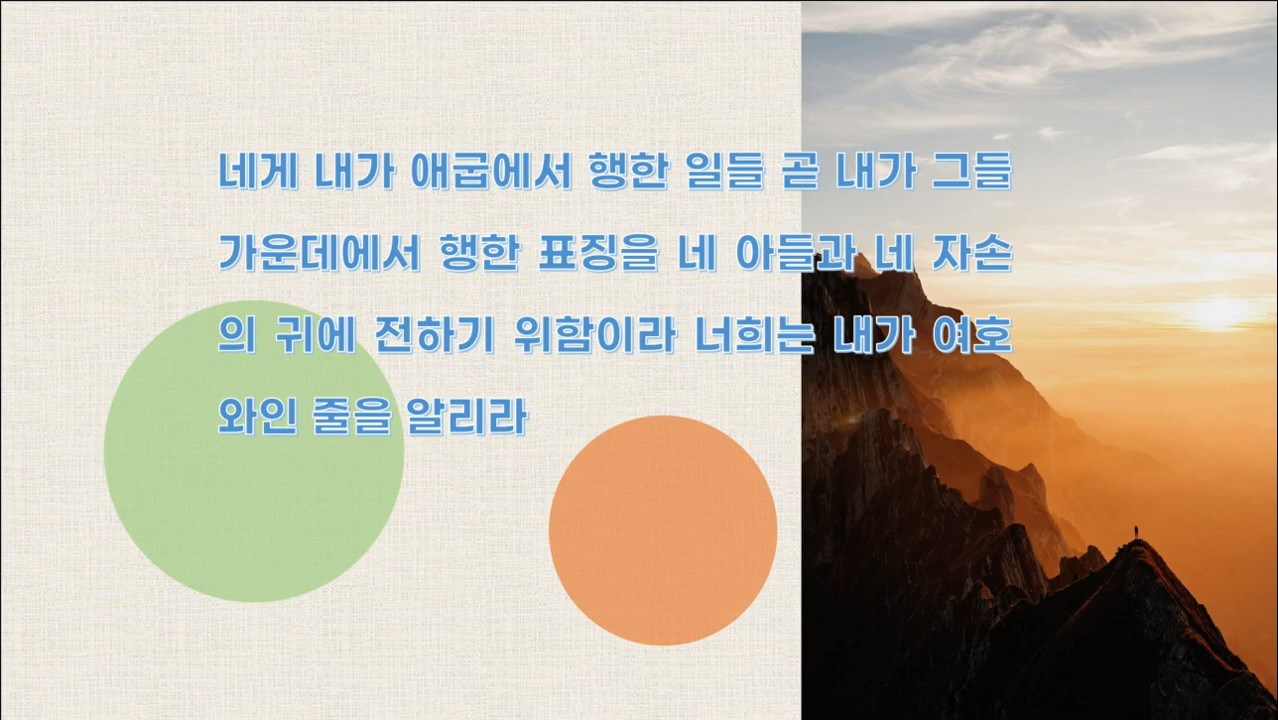 네게 내가 애굽에서 행한 일들 곧 내가 그들
가운데에서 행한 표징을 네 아들과 네 자손
의 귀에 전하기 위함이라 너희는 내가 여호
와인 줄을 알리라